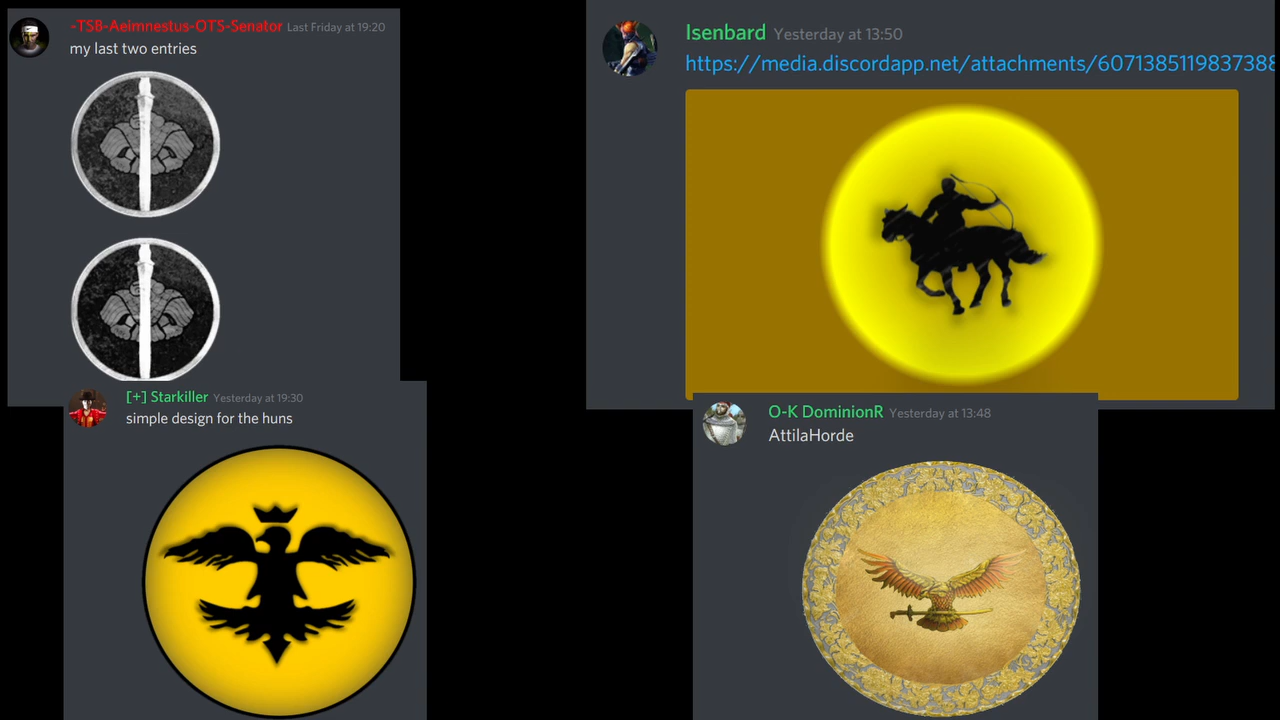 -TSB-Aeimnestus-OTS-Senator Last Friday at 19:20
my last two entries
Isenbard Yesterday at 13:50
https://media.discordapp.net/attachments/6071385119837388
[+] Starkiller Yesterday at 19:30
simple design for the huns
O-K DominionR Yesterday at 13:48
AttilaHorde